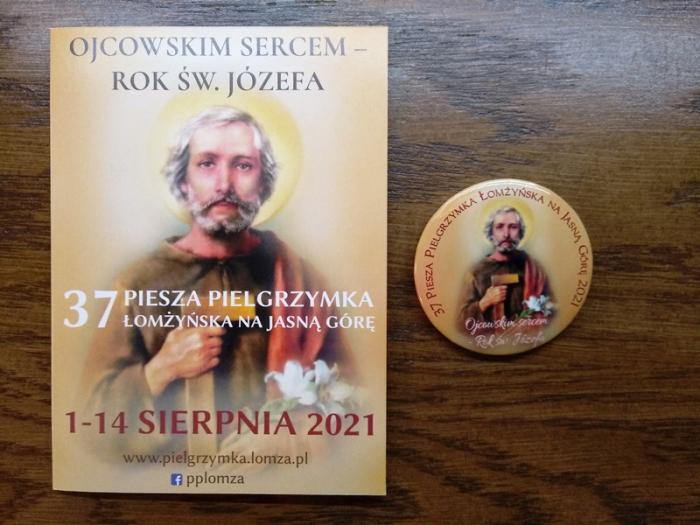 OJCOWSKIM SERCEM –
ROK ŚW. JÓZEFA
37 PIESZA PIELGRZYMKA
ŁOMŻYŃSKA NA JASNĄ GÓRĘ
1-14 SIERPNIA 2021
www.pielgrzymka.lomza.pl
pplomza
37 PIESZA PIELGRZYMKA ŁOMŻYŃSKA NA JASNĄ GÓRĘ 2021
Ojcowskim sercem
- Rok św. Józefa